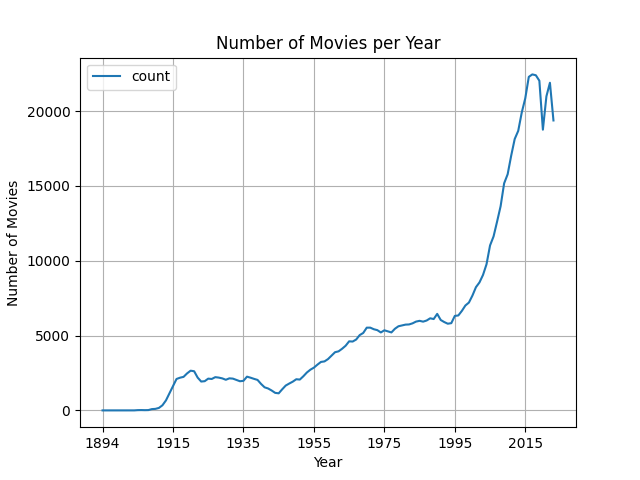 Number of Movies per Year
count
Number of Movies
20000
15000
10000
5000
0
1894 1915 1935 1955 1975 1995 2015
Year